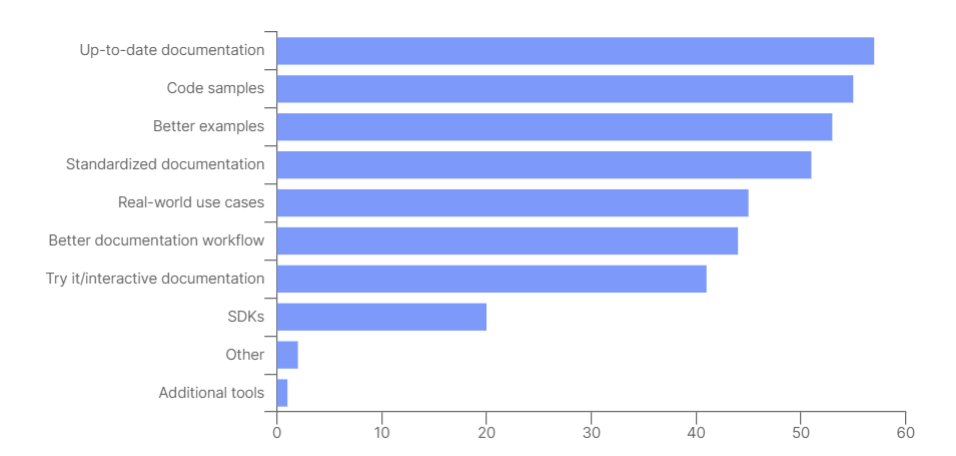 Up-to-date documentation
Code samples
Better examples
Standardized documentation
Real-world use cases
Better documentation workflow
Try it/interactive documentation
SDKs
Other
Additional tools
0 10 20 30 40 50 60